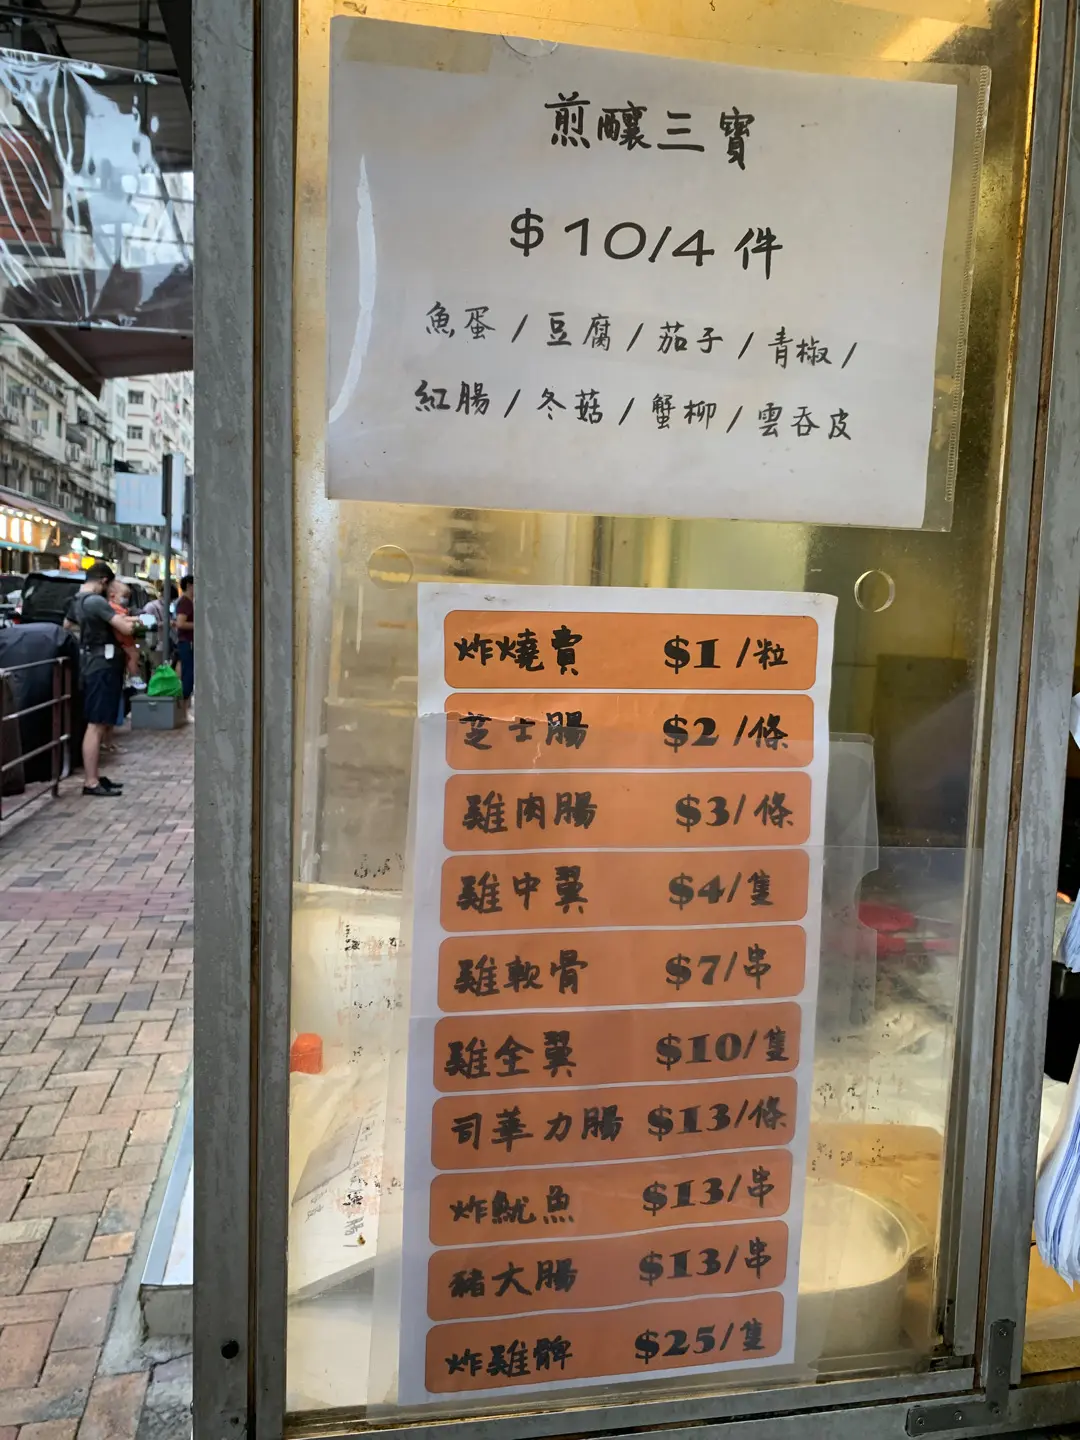 煎釀三寶
$10/4件
魚蛋/豆腐/茄子/青椒/
紅腸/冬菇/蟹柳/雲吞皮
炸燒賣 $1/粒
芝士腸 $2/條
雞肉腸 $3/條
雞中翼 $4/隻
雞軟骨 $7/串
雞全翼 $10/隻
司華力腸 $13/條
炸魷魚 $13/串
豬大腸 $13/串
炸雞髀 $25/隻